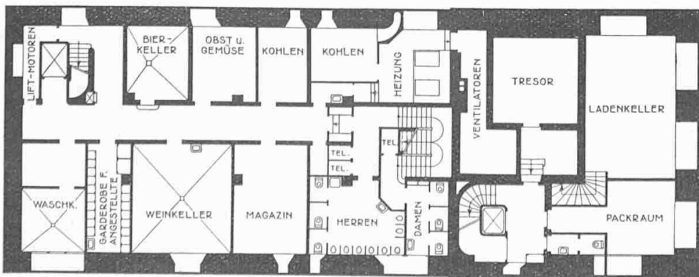 LIFT-MOTOREN
BIER-
KELLER
OBST U.
GEMÜSE
KOHLEN
KOHLEN
HEIZUNG
VENTILATOREN
TRESOR
LADENKELLER
TEL.
TEL.
TEL.
WASCHK.
GARDEROBE F.
ANGESTELLTE
WEINKELLER
MAGAZIN
HERREN
DAMEN
PACKRAUM